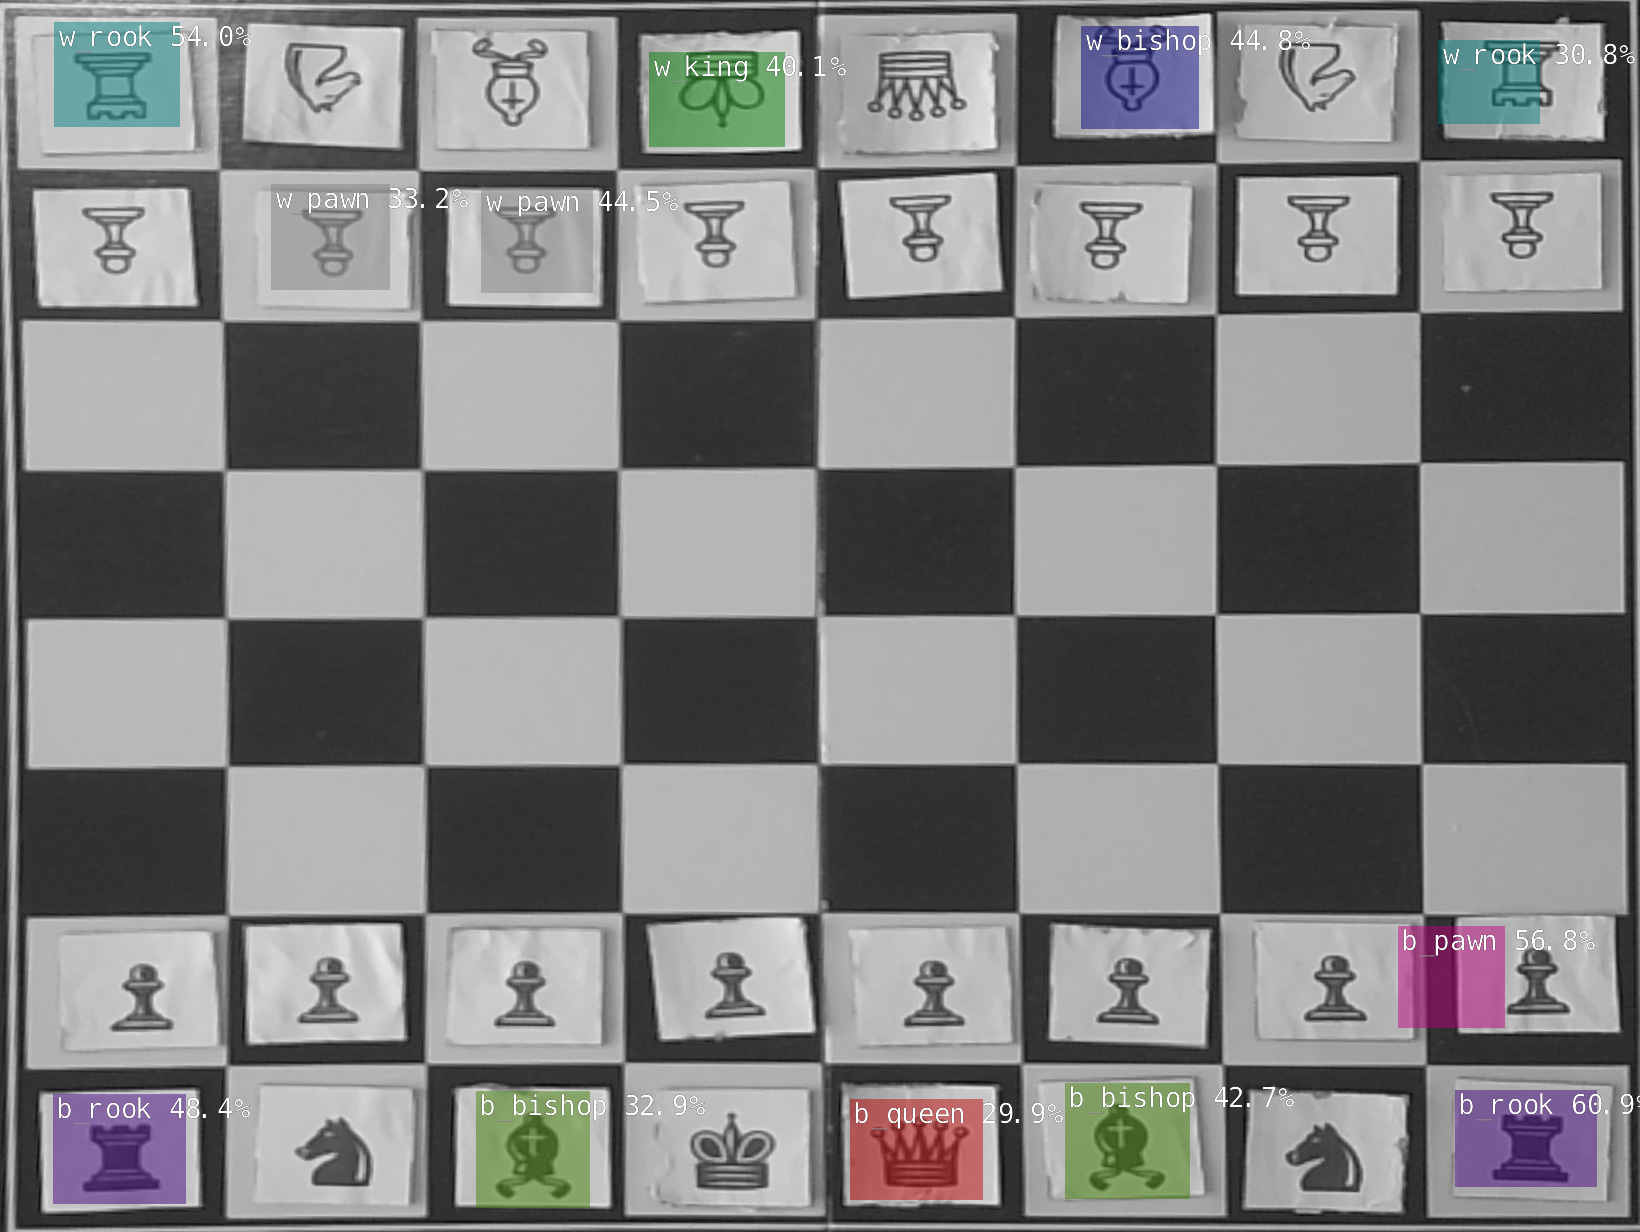 w_rook 54.0%
w_king 40.1%
w_bishop 44.8%
w_rook 30.8%
w_pawn 33.2%
w_pawn 44.5%
b_pawn 56.8%
b_rook 48.4%
b_bishop 32.9%
b_queen 29.9%
b_bishop 42.7%
b_rook 60.9%